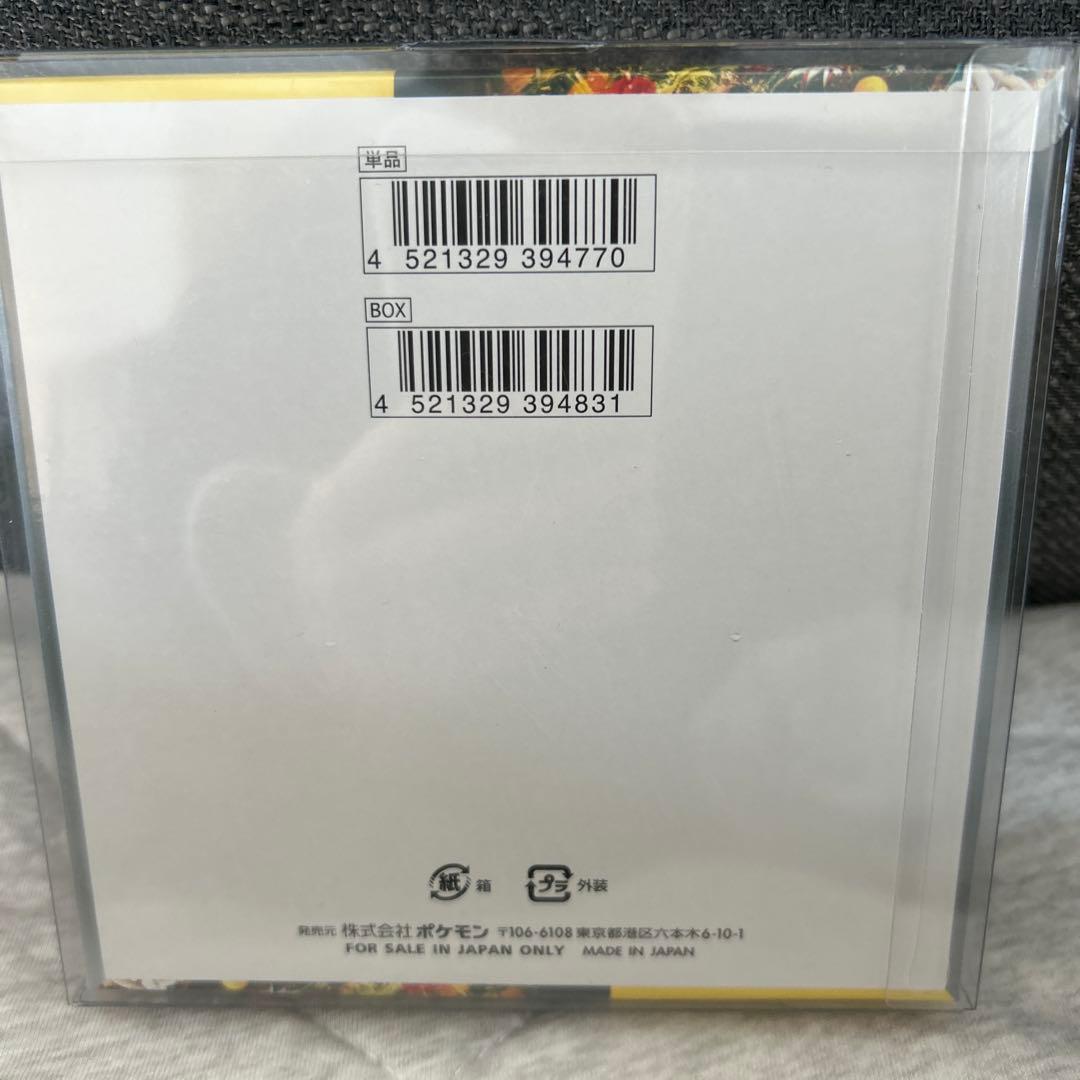 単品
4 521329 394770
BOX
4 521329 394831
紙 箱 プラ 外装
発売元 株式会社 ポケモン 〒106-6108 東京都港区六本木6-10-1
FOR SALE IN JAPAN ONLY MADE IN JAPAN